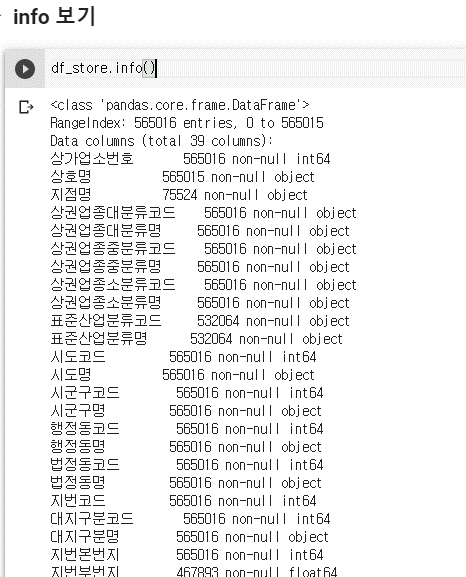 info 보기
df_store.info()
<class 'pandas.core.frame.DataFrame'>
RangeIndex: 565016 entries, 0 to 565015
Data columns (total 39 columns):
상가업소번호 565016 non-null int64
상호명 565015 non-null object
지점명 75524 non-null object
상권업종대분류코드 565016 non-null object
상권업종대분류명 565016 non-null object
상권업종중분류코드 565016 non-null object
상권업종중분류명 565016 non-null object
상권업종소분류코드 565016 non-null object
상권업종소분류명 565016 non-null object
표준산업분류코드 532064 non-null object
표준산업분류명 532064 non-null object
시도코드 565016 non-null int64
시도명 565016 non-null object
시군구코드 565016 non-null int64
시군구명 565016 non-null object
행정동코드 565016 non-null int64
행정동명 565016 non-null object
법정동코드 565016 non-null int64
법정동명 565016 non-null object
지번코드 565016 non-null int64
대지구분코드 565016 non-null int64
대지구분명 565016 non-null object
지번본번지 565016 non-null int64
지번부번지 467893 non-null float64